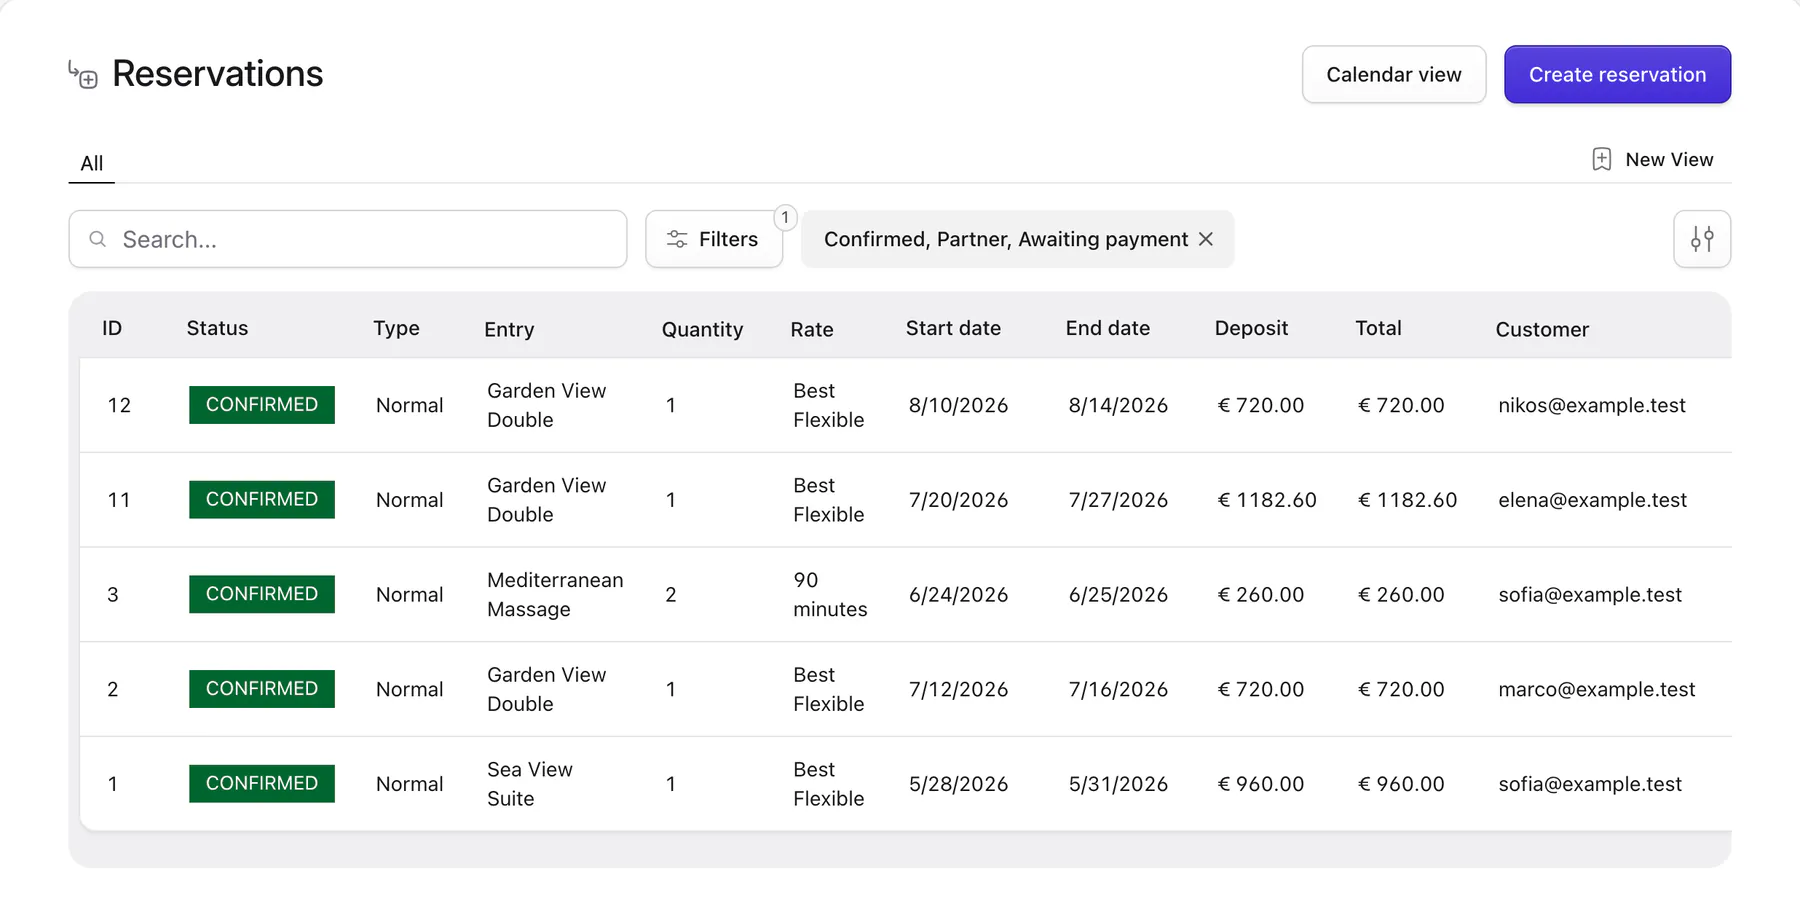 Reservations
Calendar view
Create reservation
All
New View
Search...
Filters
1
Confirmed, Partner, Awaiting payment
ID Status Type Entry Quantity Rate Start date End date Deposit Total Customer
12 CONFIRMED Normal Garden View Double 1 Best Flexible 8/10/2026 8/14/2026 € 720.00 € 720.00 nikos@example.test
11 CONFIRMED Normal Garden View Double 1 Best Flexible 7/20/2026 7/27/2026 € 1182.60 € 1182.60 elena@example.test
3 CONFIRMED Normal Mediterranean Massage 2 90 minutes 6/24/2026 6/25/2026 € 260.00 € 260.00 sofia@example.test
2 CONFIRMED Normal Garden View Double 1 Best Flexible 7/12/2026 7/16/2026 € 720.00 € 720.00 marco@example.test
1 CONFIRMED Normal Sea View Suite 1 Best Flexible 5/28/2026 5/31/2026 € 960.00 € 960.00 sofia@example.test